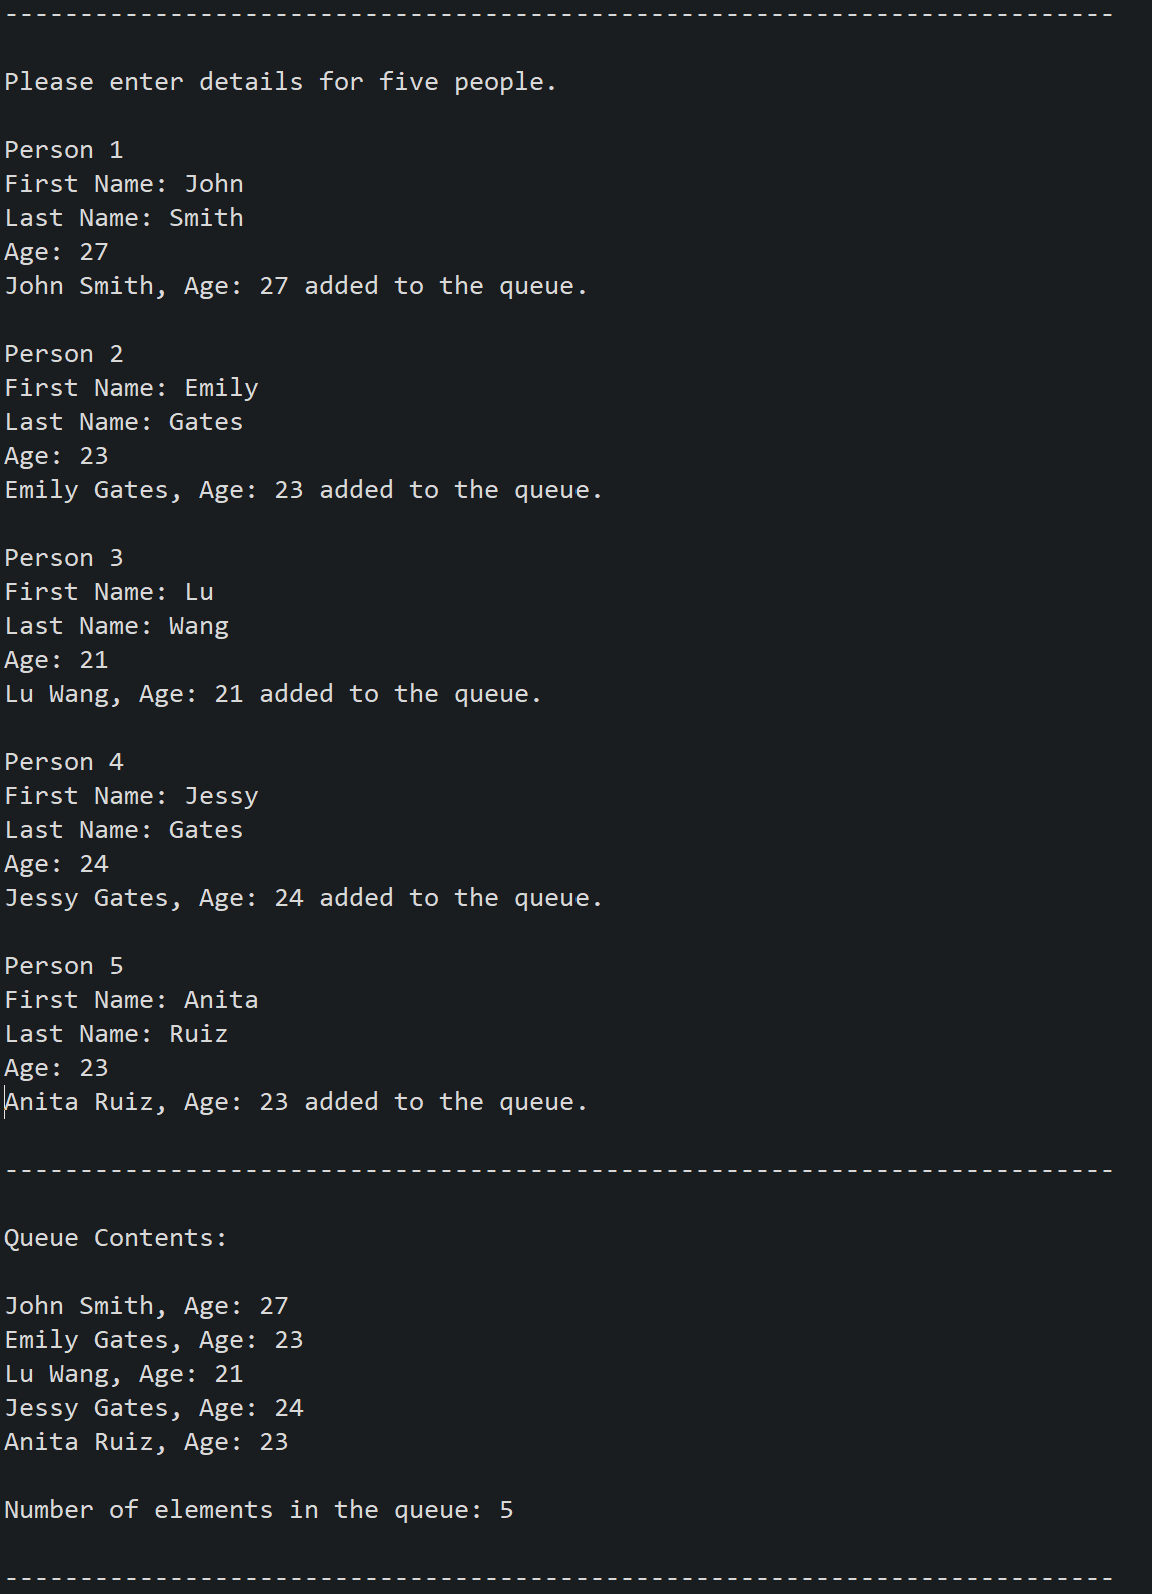 --------------------------------------------------------------------------
Please enter details for five people.
Person 1
First Name: John
Last Name: Smith
Age: 27
John Smith, Age: 27 added to the queue.
Person 2
First Name: Emily
Last Name: Gates
Age: 23
Emily Gates, Age: 23 added to the queue.
Person 3
First Name: Lu
Last Name: Wang
Age: 21
Lu Wang, Age: 21 added to the queue.
Person 4
First Name: Jessy
Last Name: Gates
Age: 24
Jessy Gates, Age: 24 added to the queue.
Person 5
First Name: Anita
Last Name: Ruiz
Age: 23
Anita Ruiz, Age: 23 added to the queue.
--------------------------------------------------------------------------
Queue Contents:
John Smith, Age: 27
Emily Gates, Age: 23
Lu Wang, Age: 21
Jessy Gates, Age: 24
Anita Ruiz, Age: 23
Number of elements in the queue: 5
--------------------------------------------------------------------------